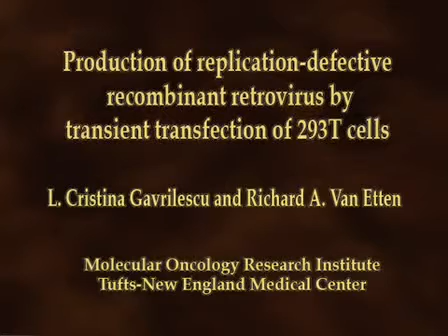 Production of replication-defective
recombinant retrovirus by
transient transfection of 293T cells
L. Cristina Gavrilescu and Richard A. Van Etten
Molecular Oncology Research Institute
Tufts-New England Medical Center